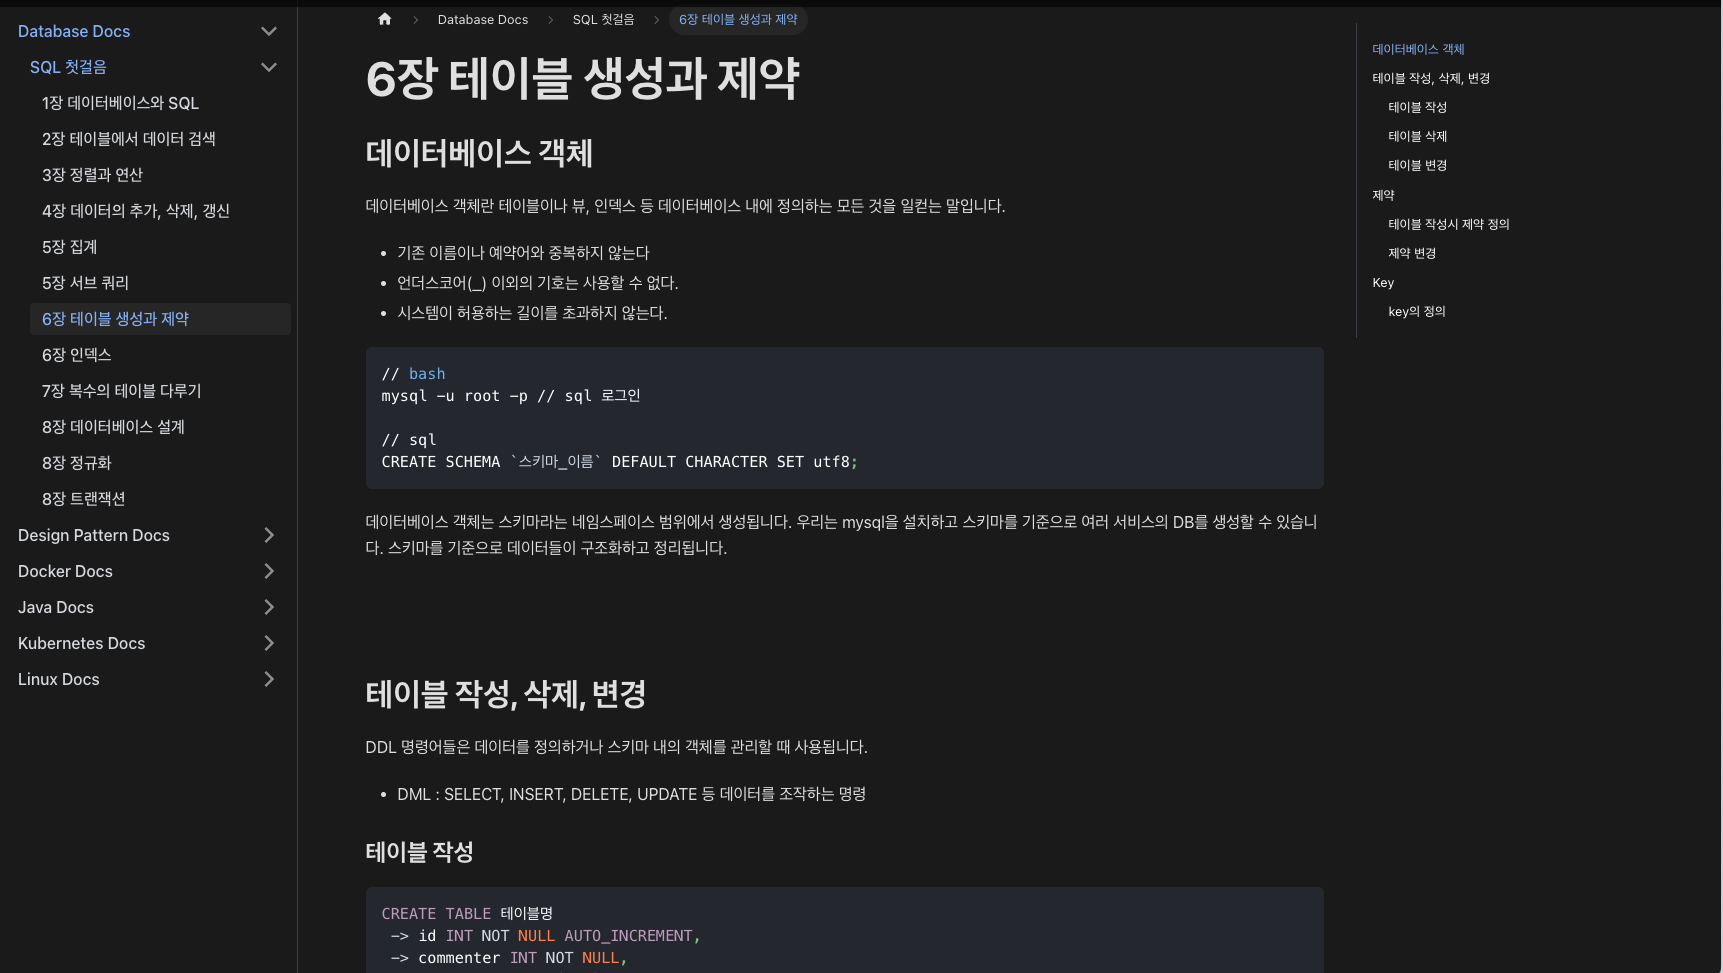 Database Docs
SQL 첫걸음
1장 데이터베이스와 SQL
2장 테이블에서 데이터 검색
3장 정렬과 연산
4장 데이터의 추가, 삭제, 갱신
5장 집계
5장 서브 쿼리
6장 테이블 생성과 제약
6장 인덱스
7장 복수의 테이블 다루기
8장 데이터베이스 설계
8장 정규화
8장 트랜잭션
Design Pattern Docs
Docker Docs
Java Docs
Kubernetes Docs
Linux Docs
Database Docs SQL 첫걸음 6장 테이블 생성과 제약
6장 테이블 생성과 제약
데이터베이스 객체
데이터베이스 객체란 테이블이나 뷰, 인덱스 등 데이터베이스 내에 정의하는 모든 것을 일컫는 말입니다.
• 기존 이름이나 예약어와 중복하지 않는다
• 언더스코어(_) 이외의 기호는 사용할 수 없다.
• 시스템이 허용하는 길이를 초과하지 않는다.
// bash
mysql -u root -p // sql 로그인
// sql
CREATE SCHEMA `스키마_이름` DEFAULT CHARACTER SET utf8;
데이터베이스 객체는 스키마라는 네임스페이스 범위에서 생성됩니다. 우리는 mysql을 설치하고 스키마를 기준으로 여러 서비스의 DB를 생성할 수 있습니
다. 스키마를 기준으로 데이터들이 구조화하고 정리됩니다.
테이블 작성, 삭제, 변경
DDL 명령어들은 데이터를 정의하거나 스키마 내의 객체를 관리할 때 사용됩니다.
• DML : SELECT, INSERT, DELETE, UPDATE 등 데이터를 조작하는 명령
테이블 작성
CREATE TABLE 테이블명
-> id INT NOT NULL AUTO_INCREMENT,
-> commenter INT NOT NULL,
데이터베이스 객체
테이블 작성, 삭제, 변경
테이블 작성
테이블 삭제
테이블 변경
제약
테이블 작성시 제약 정의
제약 변경
Key
key의 정의